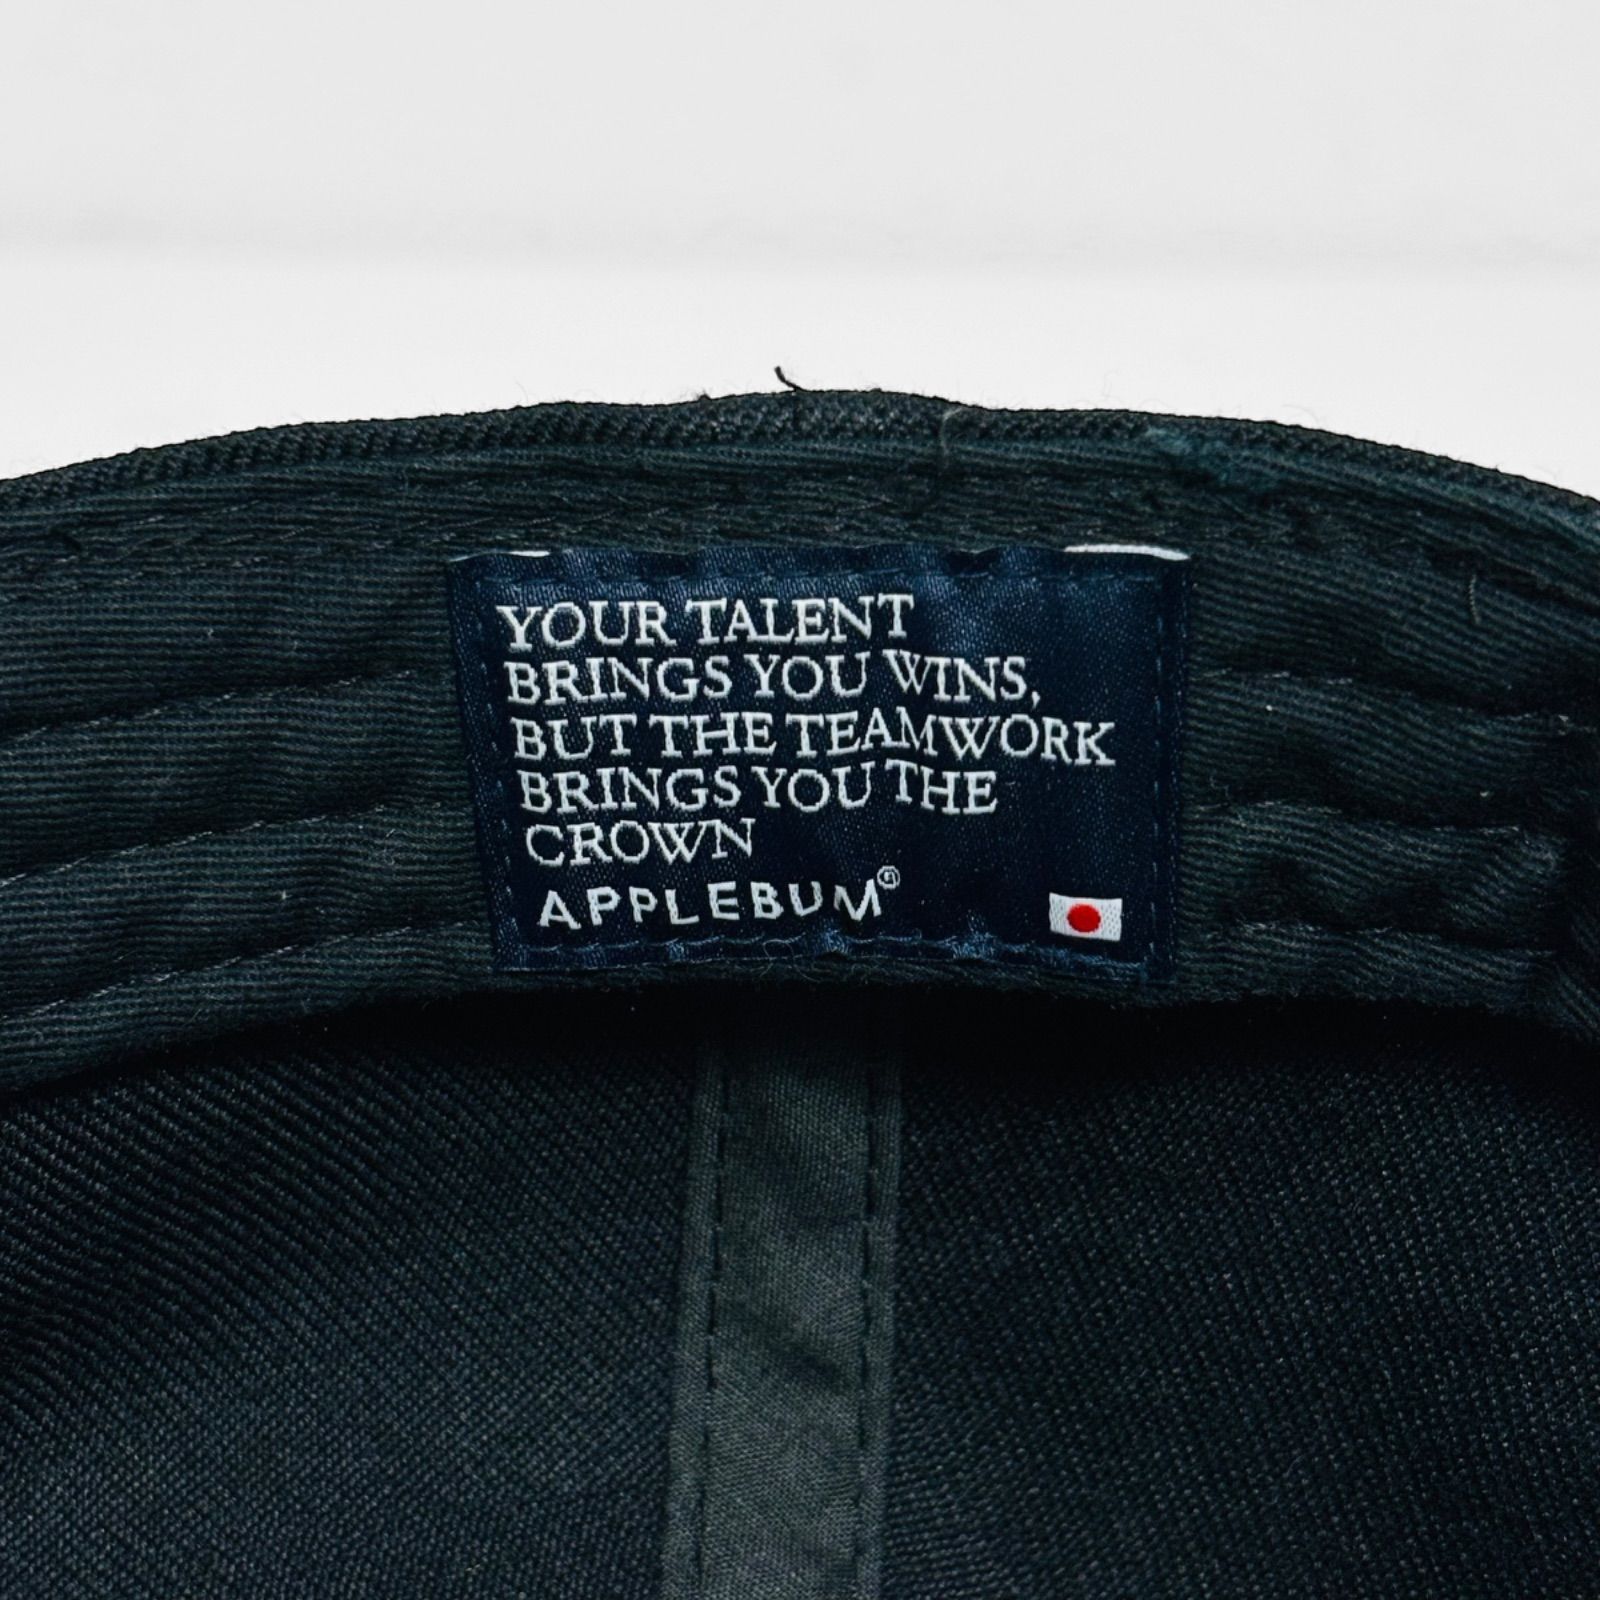 YOUR TALENT
BRINGS YOU WINS,
BUT THE TEAMWORK
BRINGS YOU THE
CROWN
APPLEBUM®